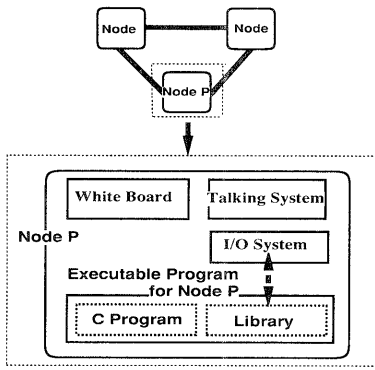 Node
Node
Node P
White Board
Talking System
Node P
I/O System
Executable Program
for Node P
C Program
Library